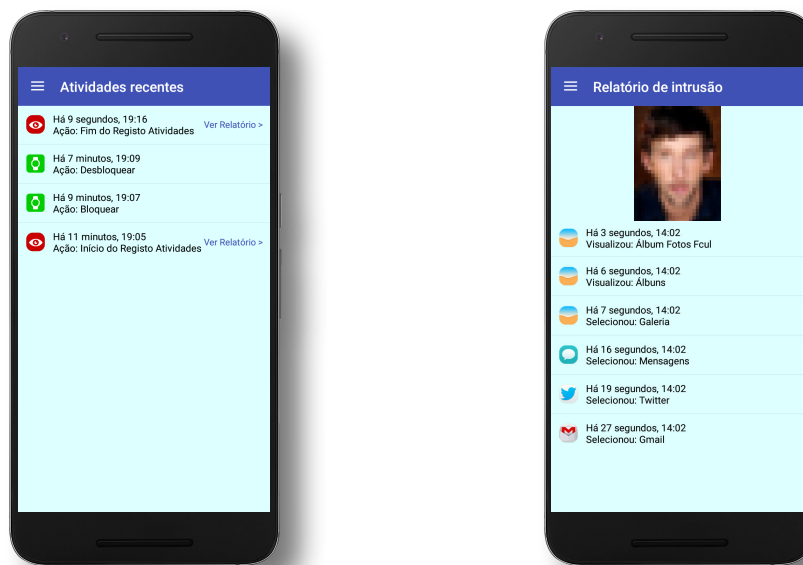 Atividades recentes
Há 9 segundos, 19:16
Ação: Fim do Registo Atividades
Ver Relatório >
Há 7 minutos, 19:09
Ação: Desbloquear
Há 9 minutos, 19:07
Ação: Bloquear
Há 11 minutos, 19:05
Ação: Início do Registo Atividades
Ver Relatório >
Relatório de intrusão
Há 3 segundos, 14:02
Visualizou: Álbum Fotos Fcul
Há 6 segundos, 14:02
Visualizou: Álbuns
Há 7 segundos, 14:02
Selecionou: Galeria
Há 16 segundos, 14:02
Selecionou: Mensagens
Há 19 segundos, 14:02
Selecionou: Twitter
Há 27 segundos, 14:02
Selecionou: Gmail